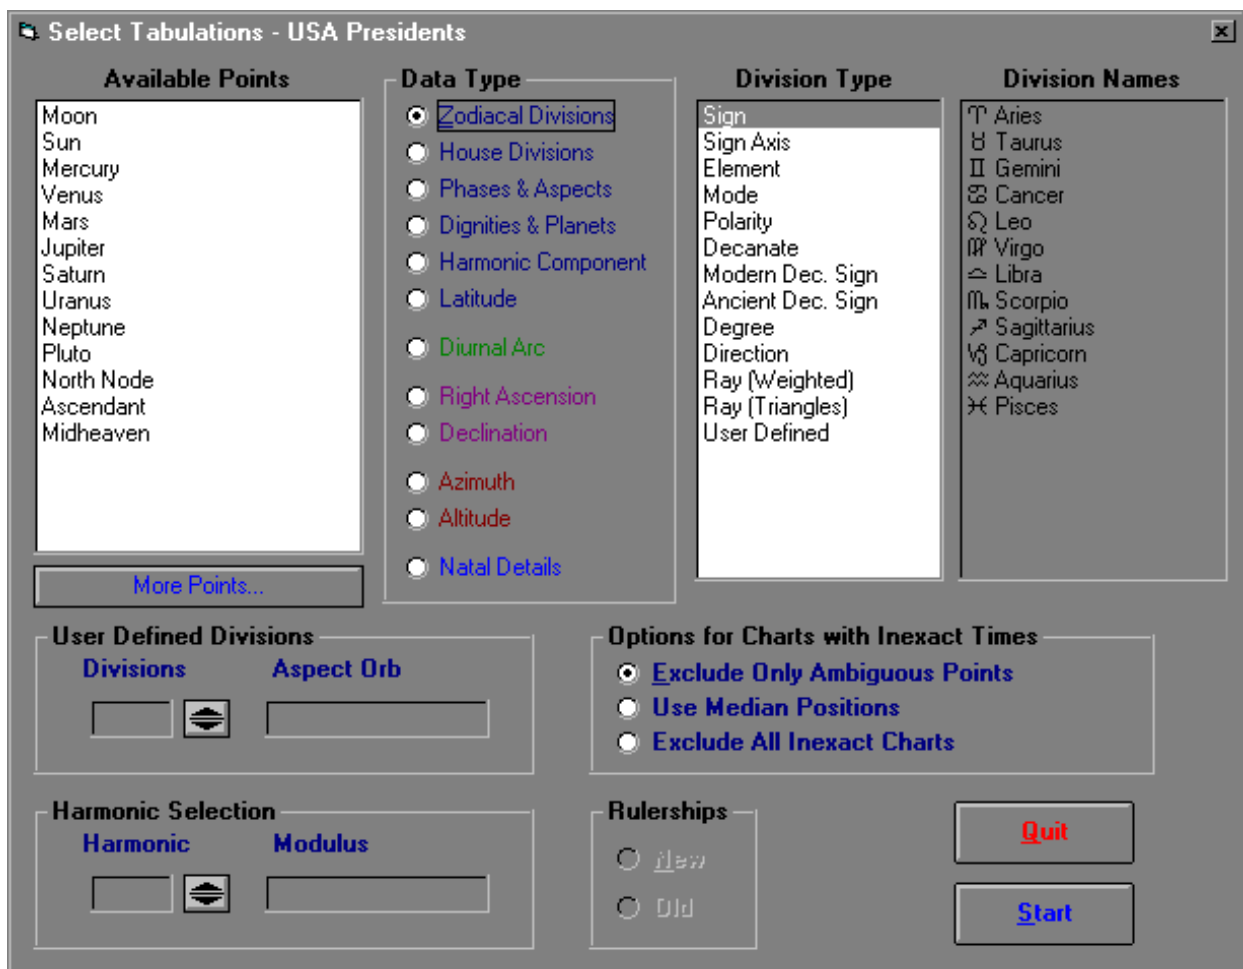 Select Tabulations - USA Presidents
Available Points
Moon
Sun
Mercury
Venus
Mars
Jupiter
Saturn
Uranus
Neptune
Pluto
North Node
Ascendant
Midheaven
More Points...
Data Type
Zodiacal Divisions
House Divisions
Phases & Aspects
Dignities & Planets
Harmonic Component
Latitude
Diurnal Arc
Right Ascension
Declination
Azimuth
Altitude
Natal Details
Division Type
Sign
Sign Axis
Element
Mode
Polarity
Decanate
Modern Dec. Sign
Ancient Dec. Sign
Degree
Direction
Ray (Weighted)
Ray (Triangles)
User Defined
Division Names
♈ Aries
♉ Taurus
♊ Gemini
♋ Cancer
♌ Leo
♍ Virgo
♎ Libra
♏ Scorpio
♐ Sagittarius
♑ Capricorn
♒ Aquarius
♓ Pisces
User Defined Divisions
Divisions Aspect Orb
Options for Charts with Inexact Times
Exclude Only Ambiguous Points
Use Median Positions
Exclude All Inexact Charts
Harmonic Selection
Harmonic Modulus
Rulerships
New
Old
Quit
Start